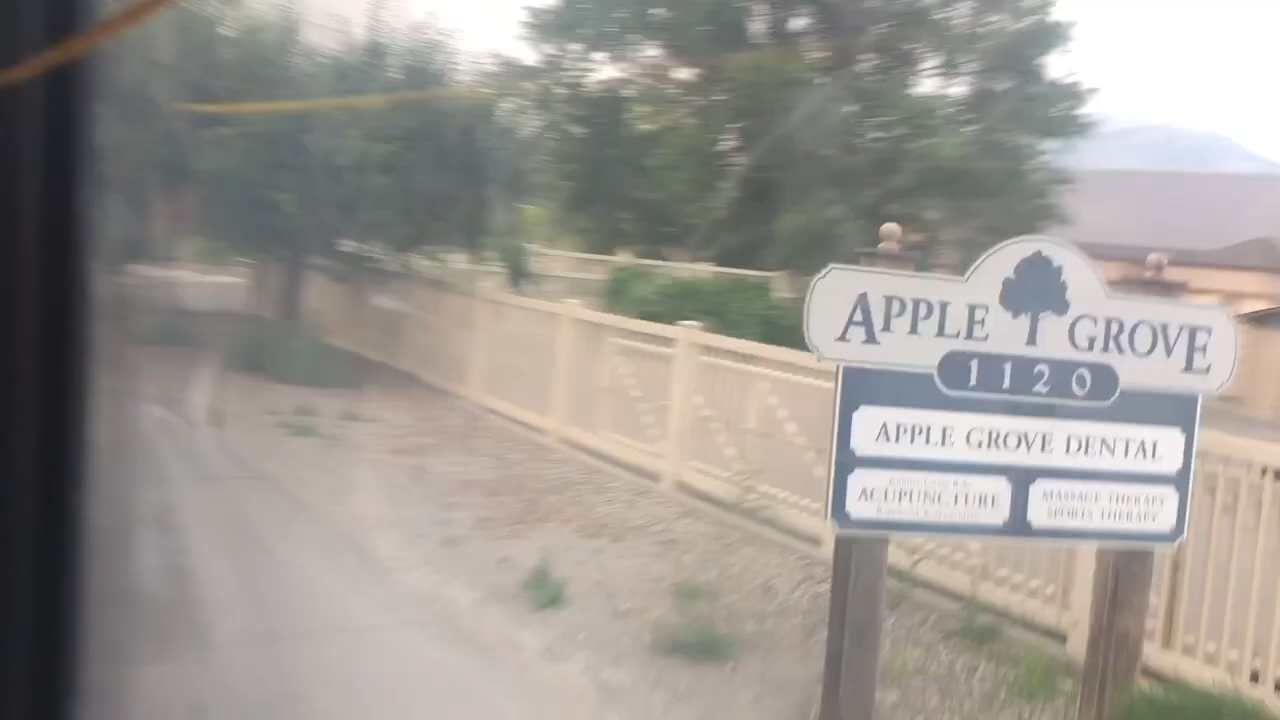 APPLE GROVE
1120
APPLE GROVE DENTAL
ACUPUNCTURE
MASSAGE THERAPY
SPORTS THERAPY